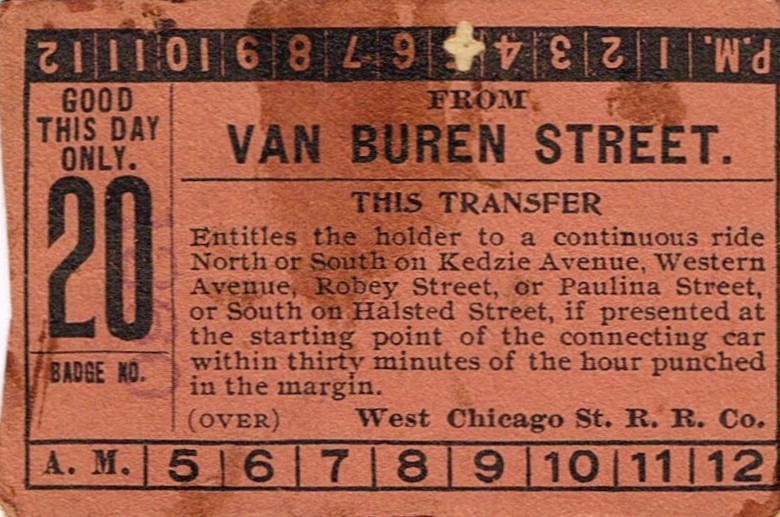 P.M. 1 2 3 4 6 7 8 9 10 11 12
GOOD
THIS DAY
ONLY.
20
BADGE NO.
FROM
VAN BUREN STREET.
THIS TRANSFER
Entitles the holder to a continuous ride
North or South on Kedzie Avenue, Western
Avenue, Robey Street, or Paulina Street,
or South on Halsted Street, if presented at
the starting point of the connecting car
within thirty minutes of the hour punched
in the margin.
(OVER) West Chicago St. R. R. Co.
A. M. 5 6 7 8 9 10 11 12